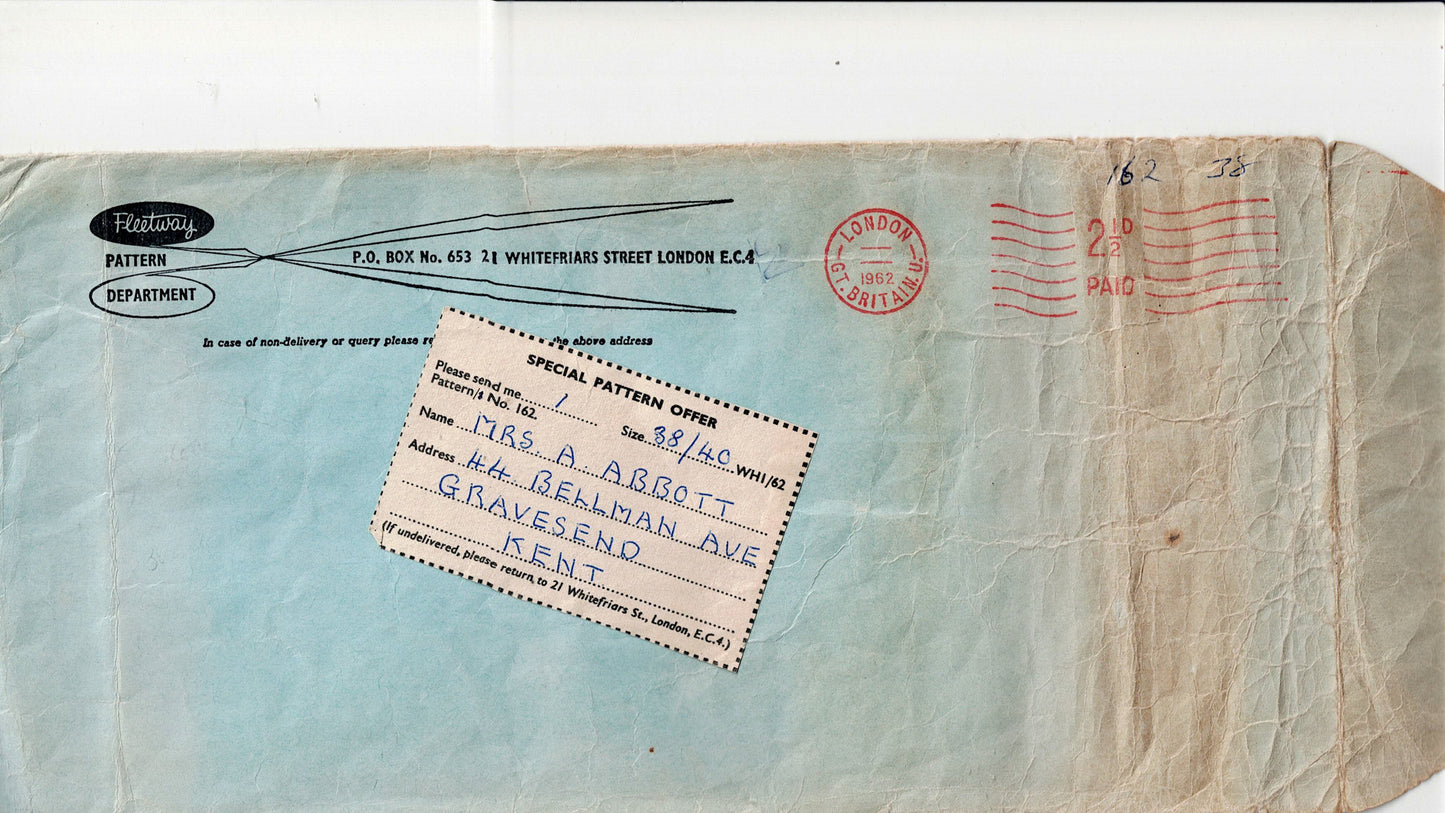 162 38
Fleetway
PATTERN
DEPARTMENT
P.O. BOX No. 653 21 WHITEFRIARS STREET LONDON E.C.4
LONDON
1962
GT. BRITAIN. U.
2½D
PAID
In case of non-delivery or query please the above address
SPECIAL PATTERN OFFER
Please send me 1
Pattern/s No. 162. Size 38/40 WH1/62
Name MRS. A ABBOTT
Address 44 BELLMAN AVE
GRAVESEND
KENT
(If undelivered, please return to 21 Whitefriars St., London, E.C.4.)